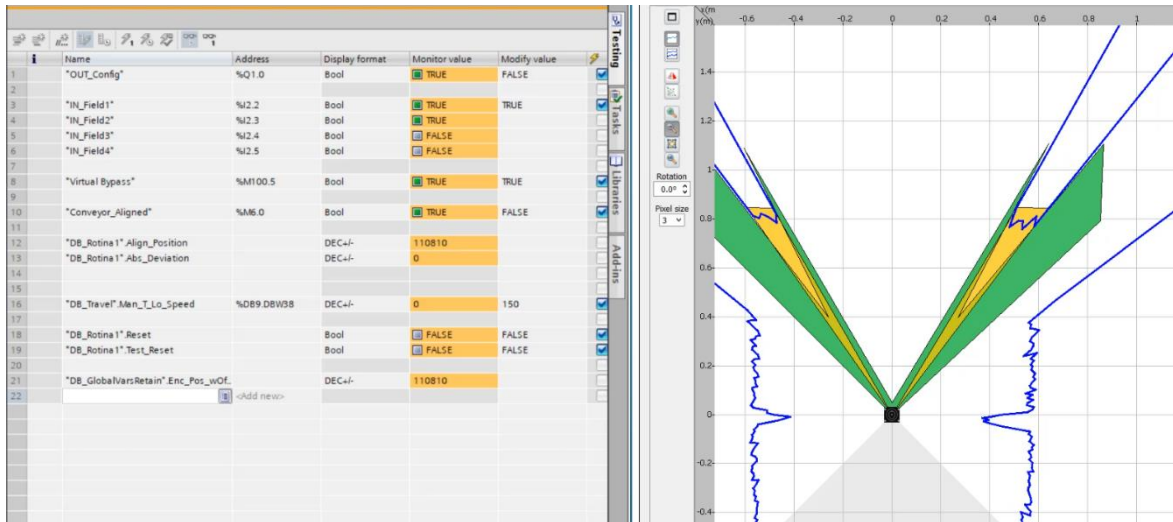 i Name Address Display format Monitor value Modify value
1 "OUT_Config" %Q1.0 Bool TRUE FALSE
2
3 "IN_Field1" %I2.2 Bool TRUE TRUE
4 "IN_Field2" %I2.3 Bool TRUE
5 "IN_Field3" %I2.4 Bool FALSE
6 "IN_Field4" %I2.5 Bool FALSE
7
8 "Virtual Bypass" %M100.5 Bool TRUE TRUE
9
10 "Conveyor_Aligned" %M6.0 Bool TRUE FALSE
11
12 "DB_Rotina1".Align_Position DEC+/- 110810
13 "DB_Rotina1".Abs_Deviation DEC+/- 0
14
15
16 "DB_Travel".Man_T_Lo_Speed %DB9.DBW38 DEC+/- 0 150
17
18 "DB_Rotina1".Reset Bool FALSE FALSE
19 "DB_Rotina1".Test_Reset Bool FALSE FALSE
20
21 "DB_GlobalVarsRetain".Enc_Pos_wOf.. DEC+/- 110810
22 <Add new>
Testing
Tasks
Libraries
Add-ins
Rotation
0.0°
Pixel size
3
x(m
y(m)
-0.6 -0.4 -0.2 0 0.2 0.4 0.6 0.8 1
1.4
1.2
1
0.8
0.6
0.4
0.2
0
-0.2
-0.4